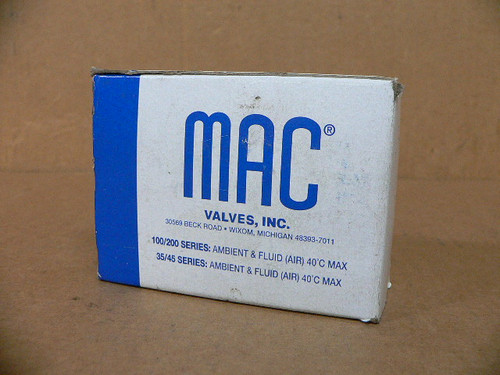 MAC®
VALVES, INC.
30569 BECK ROAD • WIXOM, MICHIGAN 48393-7011
100/200 SERIES: AMBIENT & FLUID (AIR) 40°C MAX
35/45 SERIES: AMBIENT & FLUID (AIR) 40°C MAX